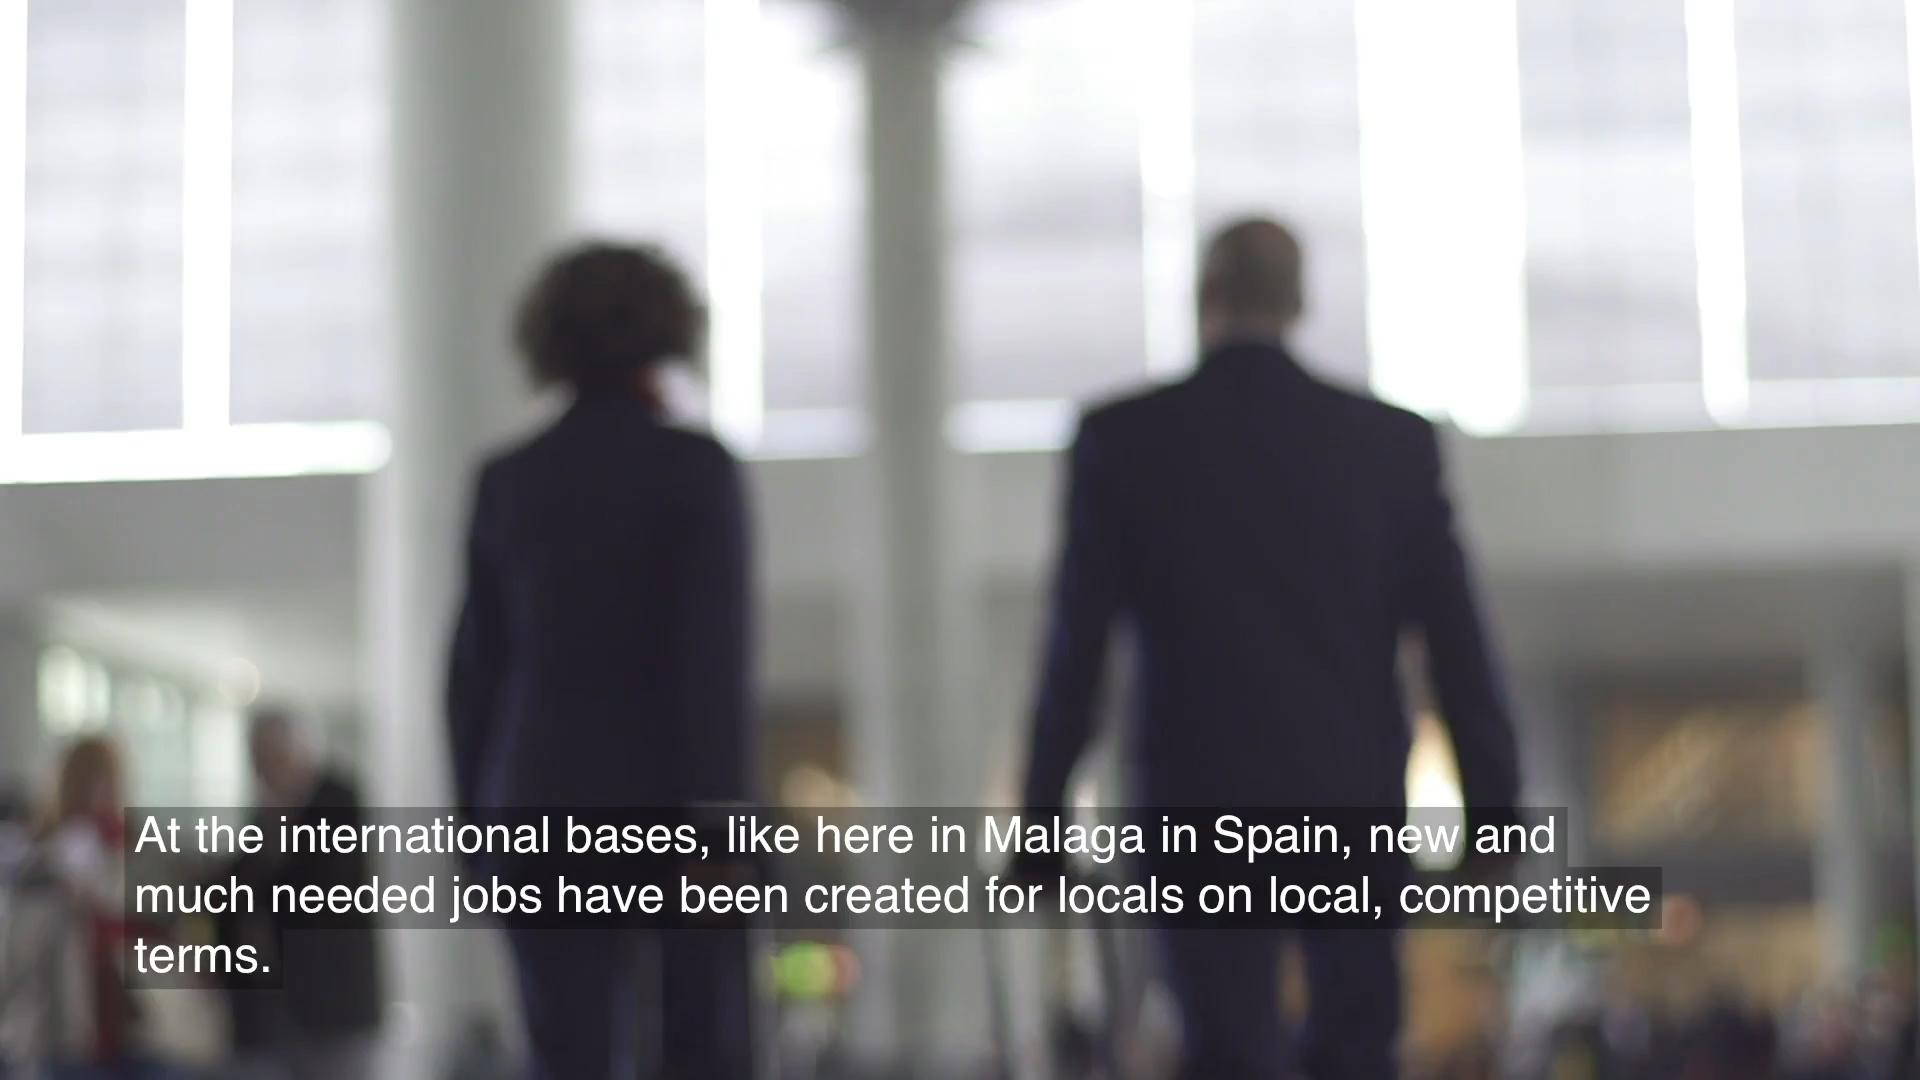 At the international bases, like here in Malaga in Spain, new and
much needed jobs have been created for locals on local, competitive
terms.